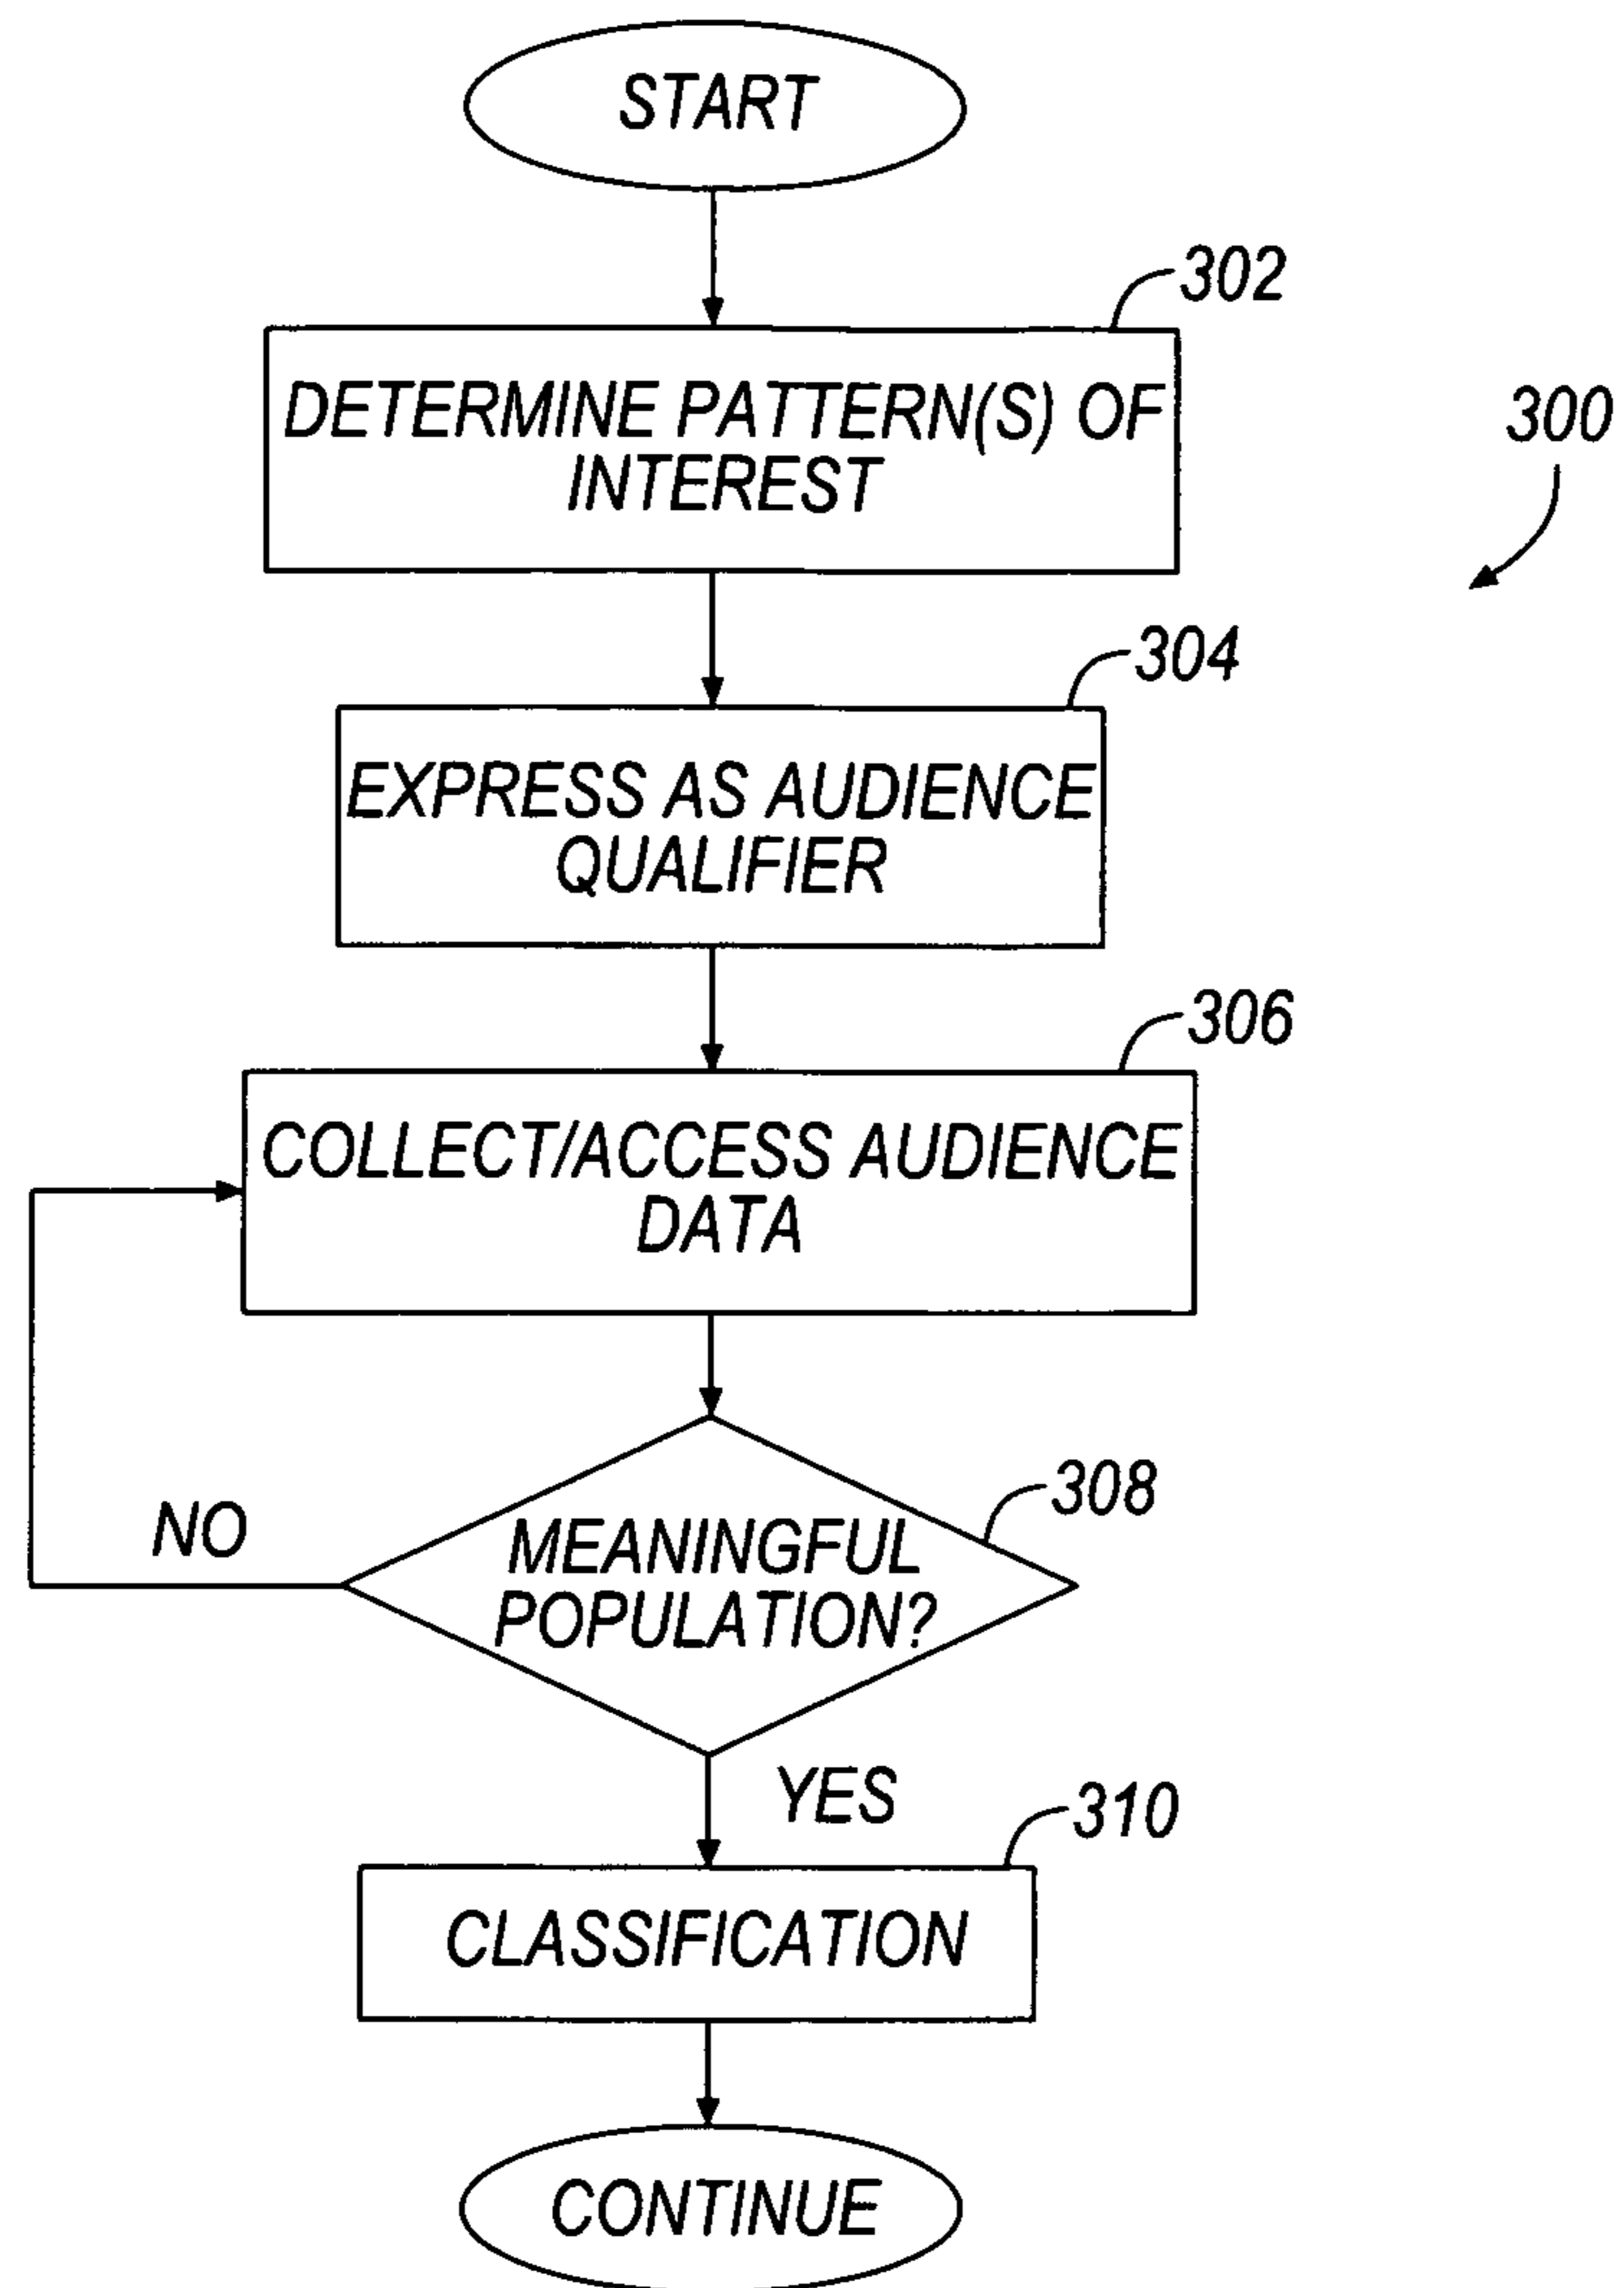 START
302
DETERMINE PATTERN(S) OF
INTEREST
300
304
EXPRESS AS AUDIENCE
QUALIFIER
306
COLLECT/ACCESS AUDIENCE
DATA
308
NO
MEANINGFUL
POPULATION?
YES
310
CLASSIFICATION
CONTINUE